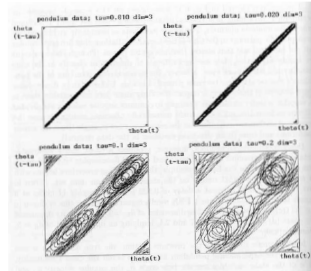 pendulum data; tau=0.010 dim=3
theta
(t-tau)
theta(t)
pendulum data; tau=0.020 dim=3
theta
(t-tau)
theta(t)
pendulum data; tau=0.1 dim=3
theta
(t-tau)
theta(t)
pendulum data; tau=0.2 dim=3
theta
(t-tau)
theta(t)